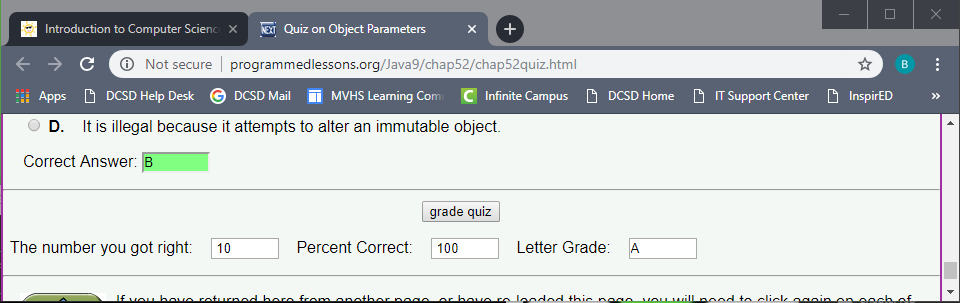 Introduction to Computer Science
Quiz on Object Parameters
NEXT
Not secure | programmedlessons.org/Java9/chap52/chap52quiz.html
B
Apps DCSD Help Desk DCSD Mail MVHS Learning Com Infinite Campus DCSD Home IT Support Center InspirED »
D. It is illegal because it attempts to alter an immutable object.
Correct Answer: B
grade quiz
The number you got right: 10 Percent Correct: 100 Letter Grade: A
If you have returned here from another page, or have re-loaded this page, you will need to click again on each of